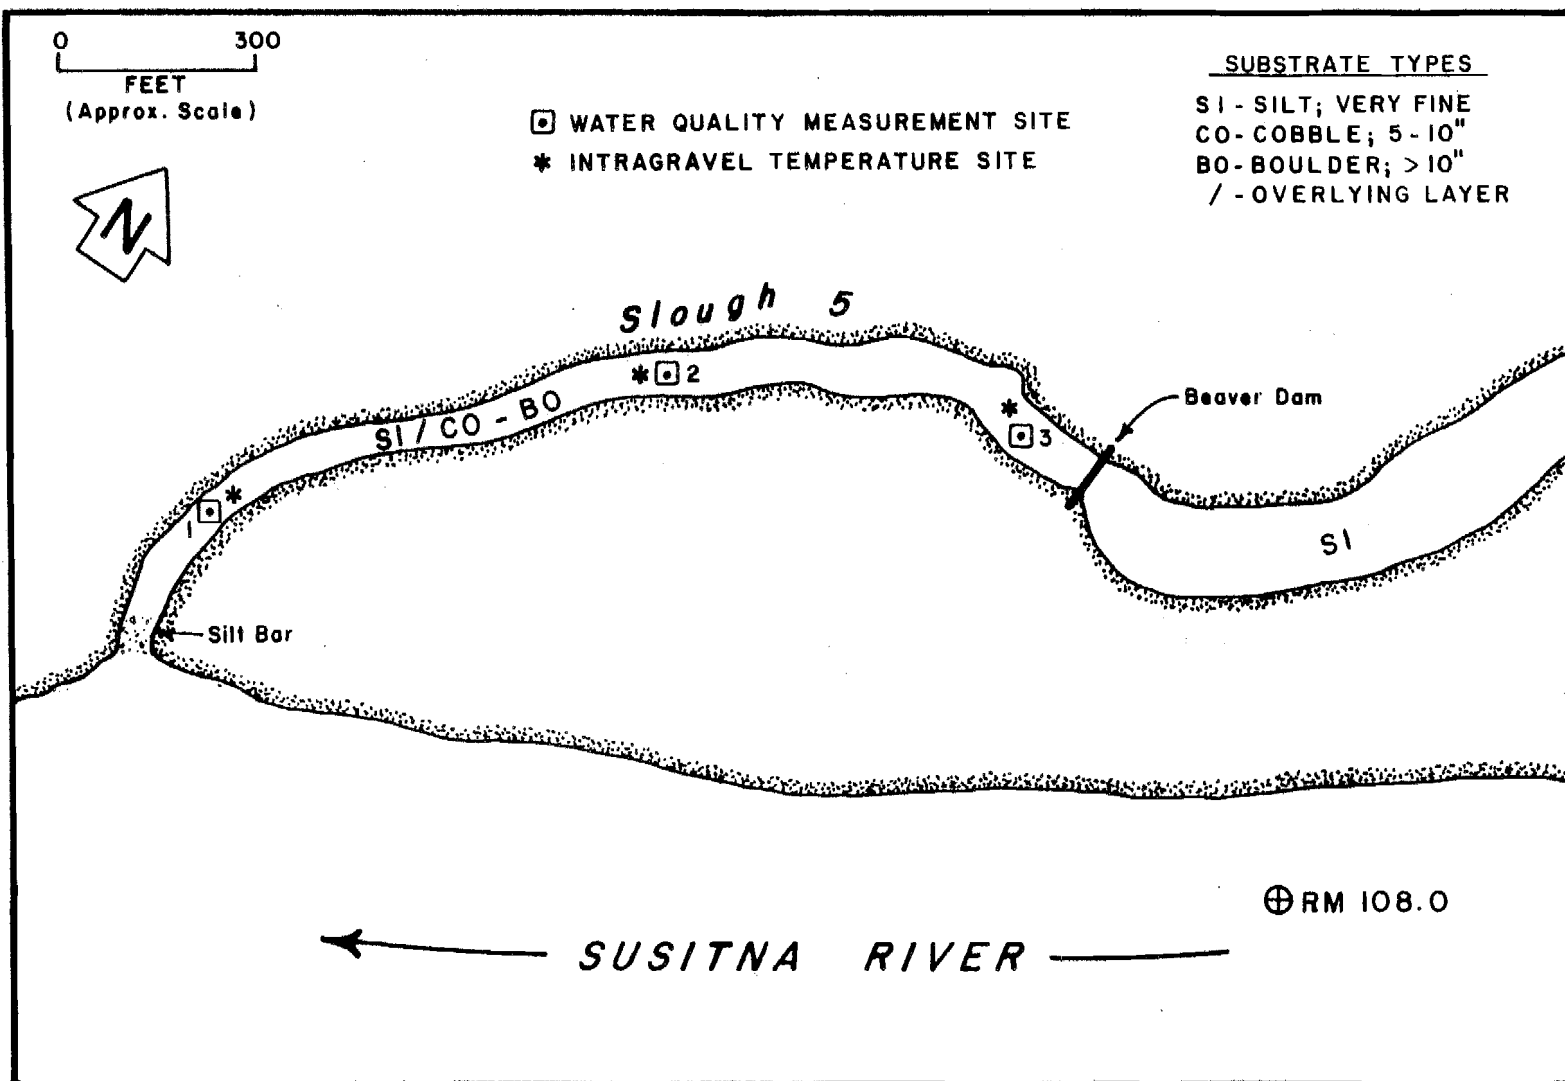 0 300
FEET
(Approx. Scale)
N
WATER QUALITY MEASUREMENT SITE
* INTRAGRAVEL TEMPERATURE SITE
SUBSTRATE TYPES
SI - SILT; VERY FINE
CO - COBBLE; 5 - 10"
BO - BOULDER; > 10"
/ - OVERLYING LAYER
Slough 5
* 2
Beaver Dam
SI / CO - BO
* 3
* 1
SI
Silt Bar
RM 108.0
SUSITNA RIVER